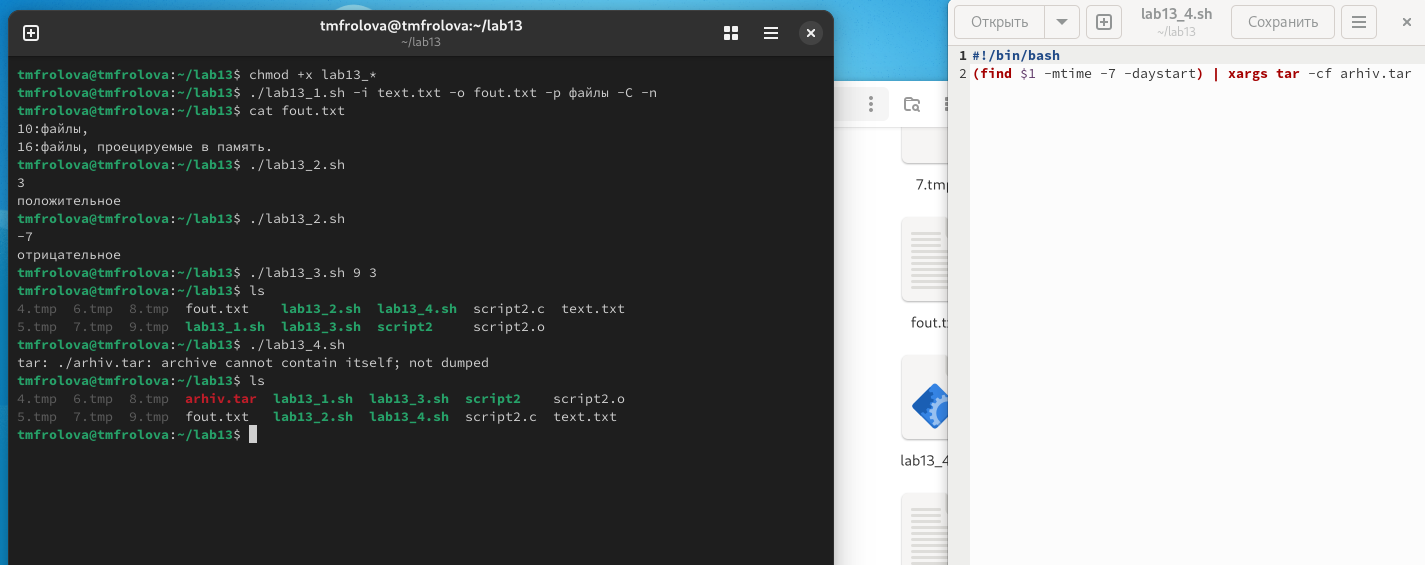 tmfrolova@tmfrolova:~/lab13
~/lab13
tmfrolova@tmfrolova:~/lab13$ chmod +x lab13_*
tmfrolova@tmfrolova:~/lab13$ ./lab13_1.sh -i text.txt -o fout.txt -p файлы -C -n
tmfrolova@tmfrolova:~/lab13$ cat fout.txt
10:файлы,
16:файлы, проецируемые в память.
tmfrolova@tmfrolova:~/lab13$ ./lab13_2.sh
3
положительное
tmfrolova@tmfrolova:~/lab13$ ./lab13_2.sh
-7
отрицательное
tmfrolova@tmfrolova:~/lab13$ ./lab13_3.sh 9 3
tmfrolova@tmfrolova:~/lab13$ ls
4.tmp 6.tmp 8.tmp fout.txt lab13_2.sh lab13_4.sh script2.c text.txt
5.tmp 7.tmp 9.tmp lab13_1.sh lab13_3.sh script2 script2.o
tmfrolova@tmfrolova:~/lab13$ ./lab13_4.sh
tar: ./arhiv.tar: archive cannot contain itself; not dumped
tmfrolova@tmfrolova:~/lab13$ ls
4.tmp 6.tmp 8.tmp arhiv.tar lab13_1.sh lab13_3.sh script2 script2.o
5.tmp 7.tmp 9.tmp fout.txt lab13_2.sh lab13_4.sh script2.c text.txt
tmfrolova@tmfrolova:~/lab13$
7.tmp
fout.t
lab13_4
Открыть
lab13_4.sh
~/lab13
Сохранить
1 #!/bin/bash
2 (find $1 -mtime -7 -daystart) | xargs tar -cf arhiv.tar